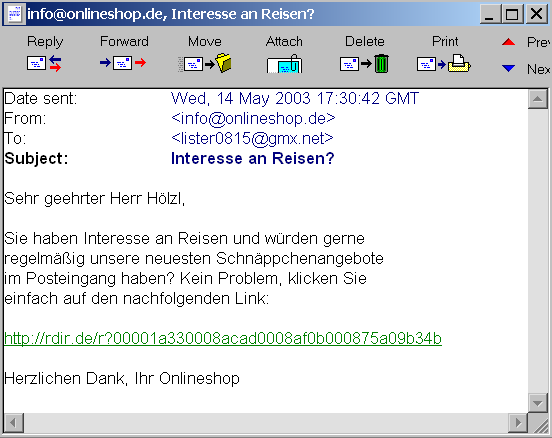 info@onlineshop.de, Interesse an Reisen?
Reply Forward Move Attach Delete Print Prev
Nex
Date sent: Wed, 14 May 2003 17:30:42 GMT
From: <info@onlineshop.de>
To: <lister0815@gmx.net>
Subject: Interesse an Reisen?
Sehr geehrter Herr Hölzl,
Sie haben Interesse an Reisen und würden gerne
regelmäßig unsere neuesten Schnäppchenangebote
im Posteingang haben? Kein Problem, klicken Sie
einfach auf den nachfolgenden Link:
http://rdir.de/r?00001a330008acad0008af0b000875a09b34b
Herzlichen Dank, Ihr Onlineshop